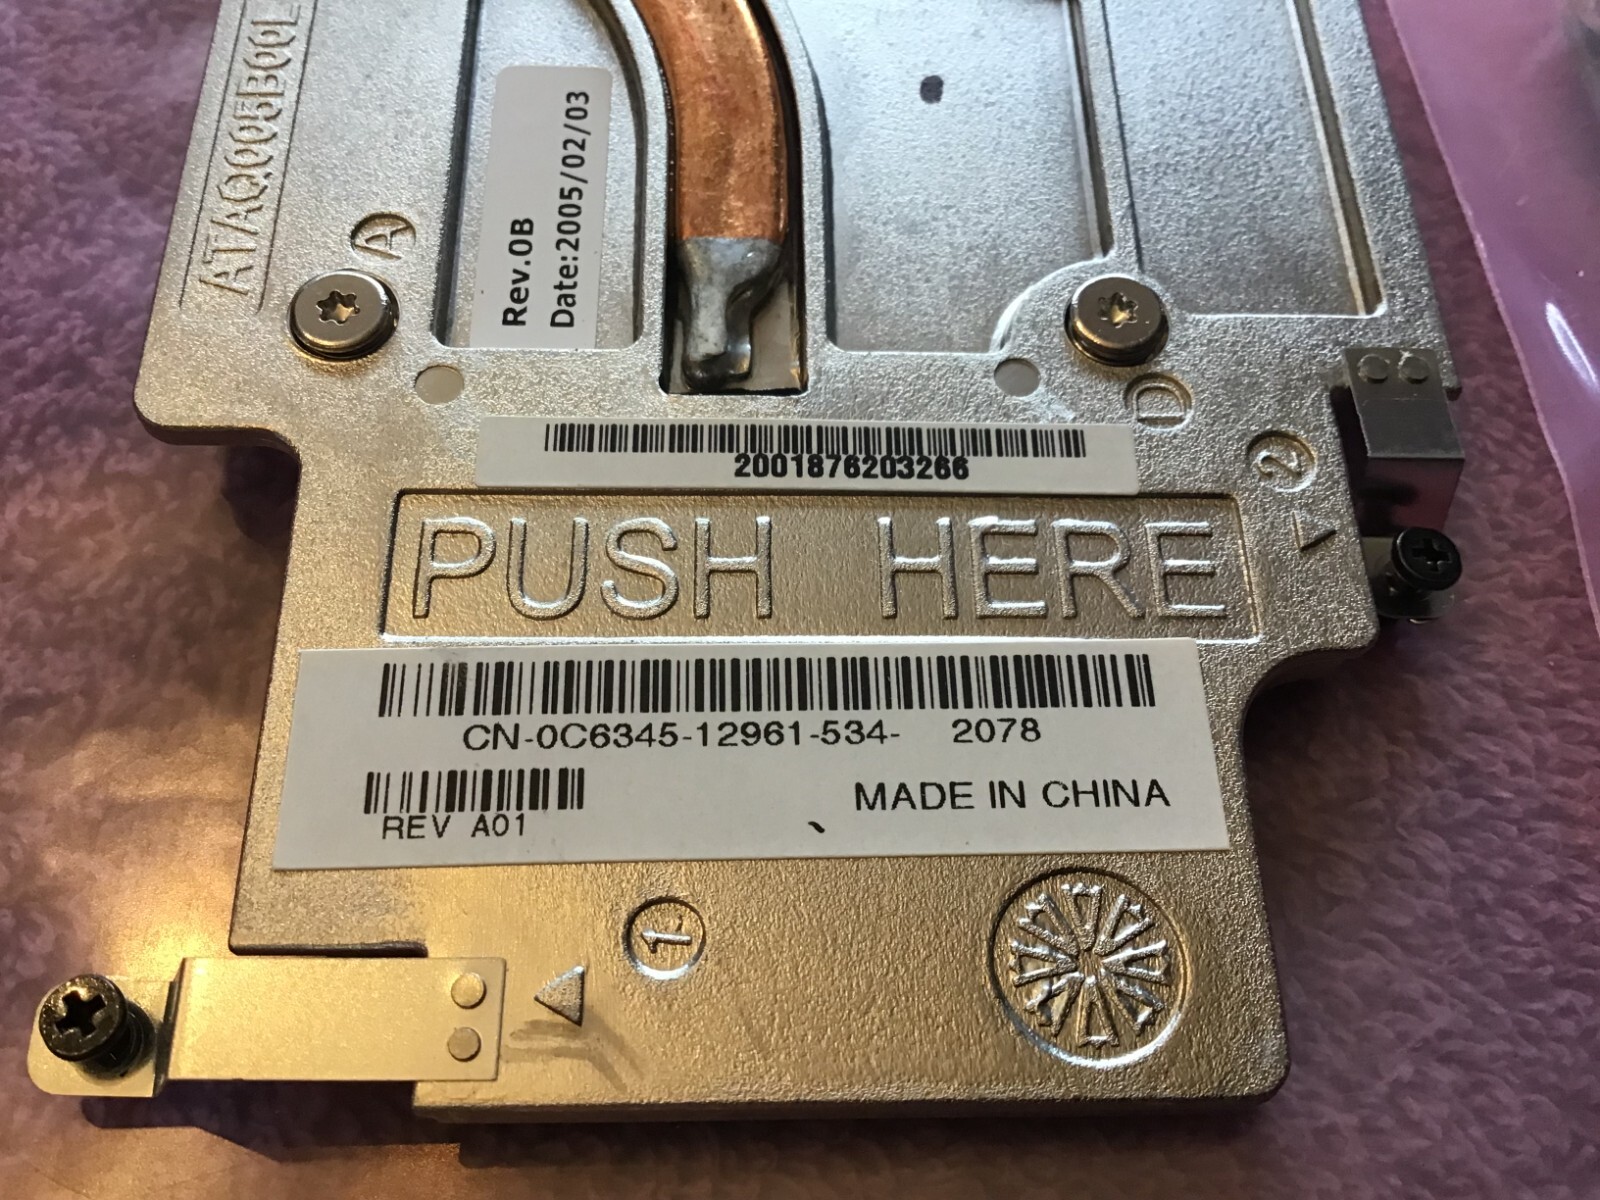 ATAQ005B00L
A
Rev.0B
Date:2005/02/03
D
2
2001876203266
PUSH HERE
CN-0C6345-12961-534- 2078
REV A01
MADE IN CHINA
1